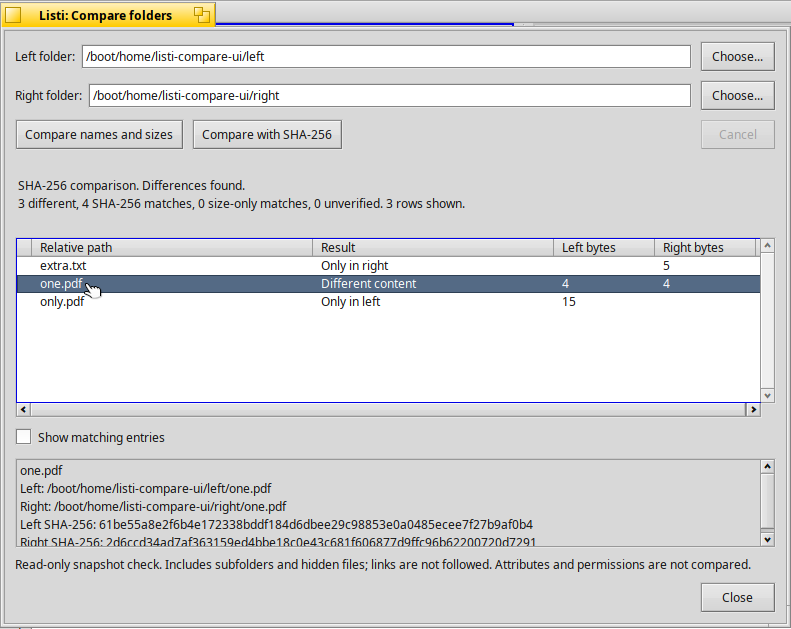 Listi: Compare folders
Left folder: /boot/home/listi-compare-ui/left Choose...
Right folder: /boot/home/listi-compare-ui/right Choose...
Compare names and sizes Compare with SHA-256 Cancel
SHA-256 comparison. Differences found.
3 different, 4 SHA-256 matches, 0 size-only matches, 0 unverified. 3 rows shown.
Relative path Result Left bytes Right bytes
extra.txt Only in right 5
one.pdf Different content 4 4
only.pdf Only in left 15
Show matching entries
one.pdf
Left: /boot/home/listi-compare-ui/left/one.pdf
Right: /boot/home/listi-compare-ui/right/one.pdf
Left SHA-256: 61be55a8e2f6b4e172338bddf184d6dbee29c98853e0a0485ecee7f27b9af0b4
Right SHA-256: 2d6ccd34ad7af363159ed4bbe18c0e43c681f606877d9ffc96b62200720d7291
Read-only snapshot check. Includes subfolders and hidden files; links are not followed. Attributes and permissions are not compared.
Close